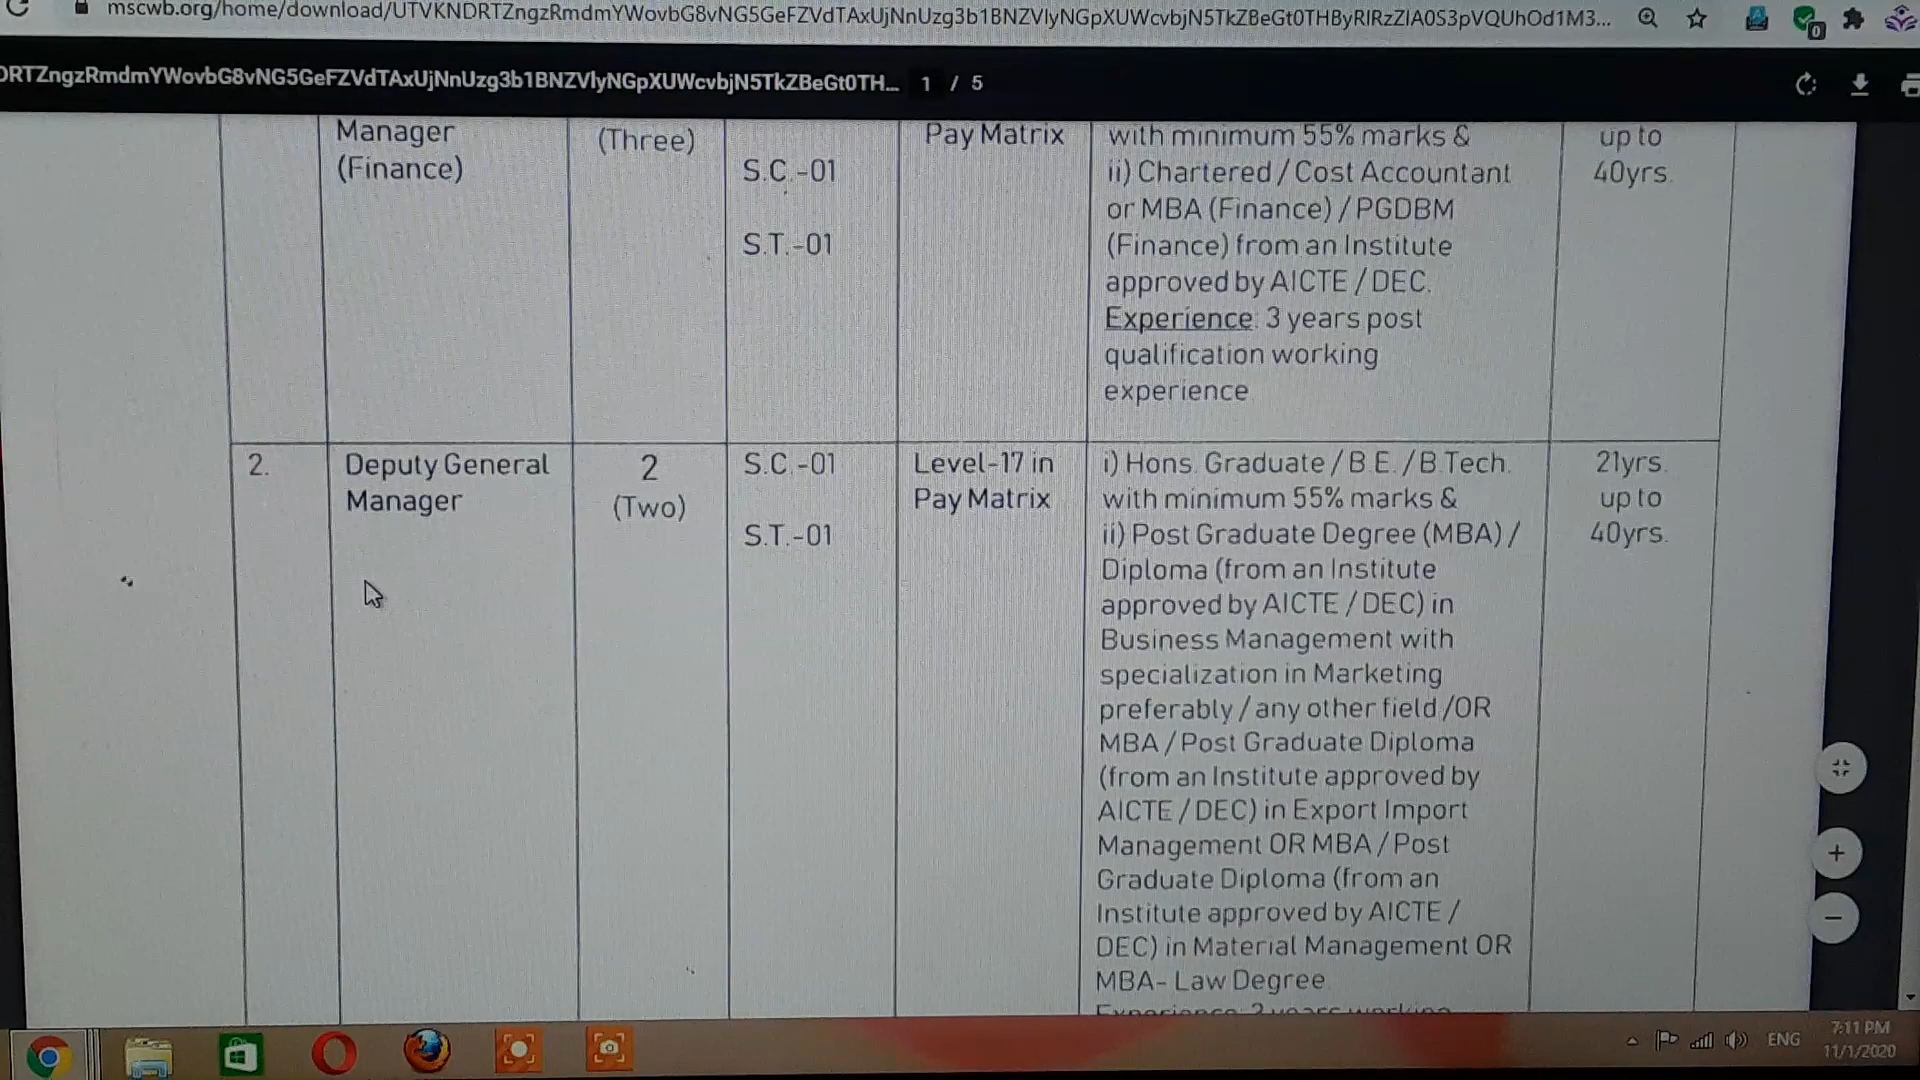 mscwb.org/home/download/UTVKNDRTZngzRmdmYWovbG8vNG5GeFZVdTAxUjNnUzg3b1BNZVlyNGpXUWcvbjN5TkZBeGt0THByRlRzZlA0S3pVQUhOd1M3...
DRTZngzRmdmYWovbG8vNG5GeFZVdTAxUjNnUzg3b1BNZVlyNGpXUWcvbjN5TkZBeGt0TH... 1 / 5
Manager
(Finance)
(Three)
S.C.-01
S.T.-01
Pay Matrix
with minimum 55% marks &
ii) Chartered / Cost Accountant
or MBA (Finance) / PGDBM
(Finance) from an Institute
approved by AICTE / DEC.
Experience: 3 years post
qualification working
experience
up to
40yrs.
2.
Deputy General
Manager
2
(Two)
S.C.-01
S.T.-01
Level-17 in
Pay Matrix
i) Hons. Graduate / B.E. / B.Tech.
with minimum 55% marks &
ii) Post Graduate Degree (MBA) /
Diploma (from an Institute
approved by AICTE / DEC) in
Business Management with
specialization in Marketing
preferably / any other field /OR
MBA / Post Graduate Diploma
(from an Institute approved by
AICTE / DEC) in Export Import
Management OR MBA / Post
Graduate Diploma (from an
Institute approved by AICTE /
DEC) in Material Management OR
MBA- Law Degree
Experience: 2 years working
21yrs.
up to
40yrs.
0
ENG
7:11 PM
11/1/2020